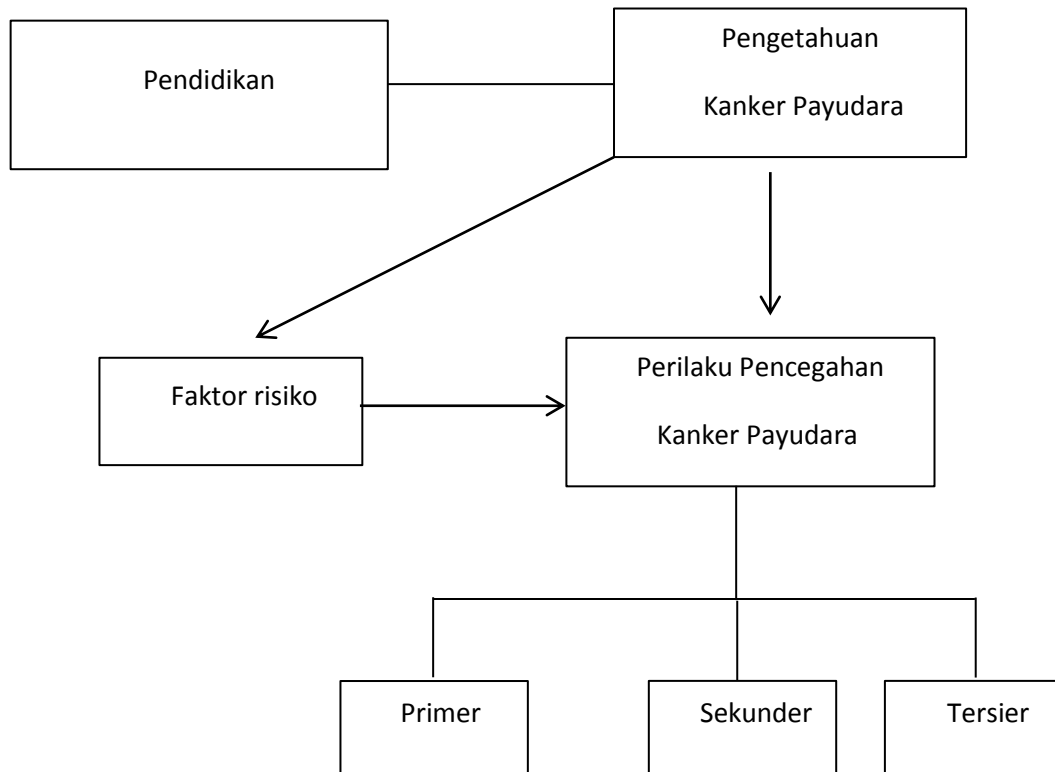 Pendidikan
Pengetahuan
Kanker Payudara
Faktor risiko
Perilaku Pencegahan
Kanker Payudara
Primer
Sekunder
Tersier